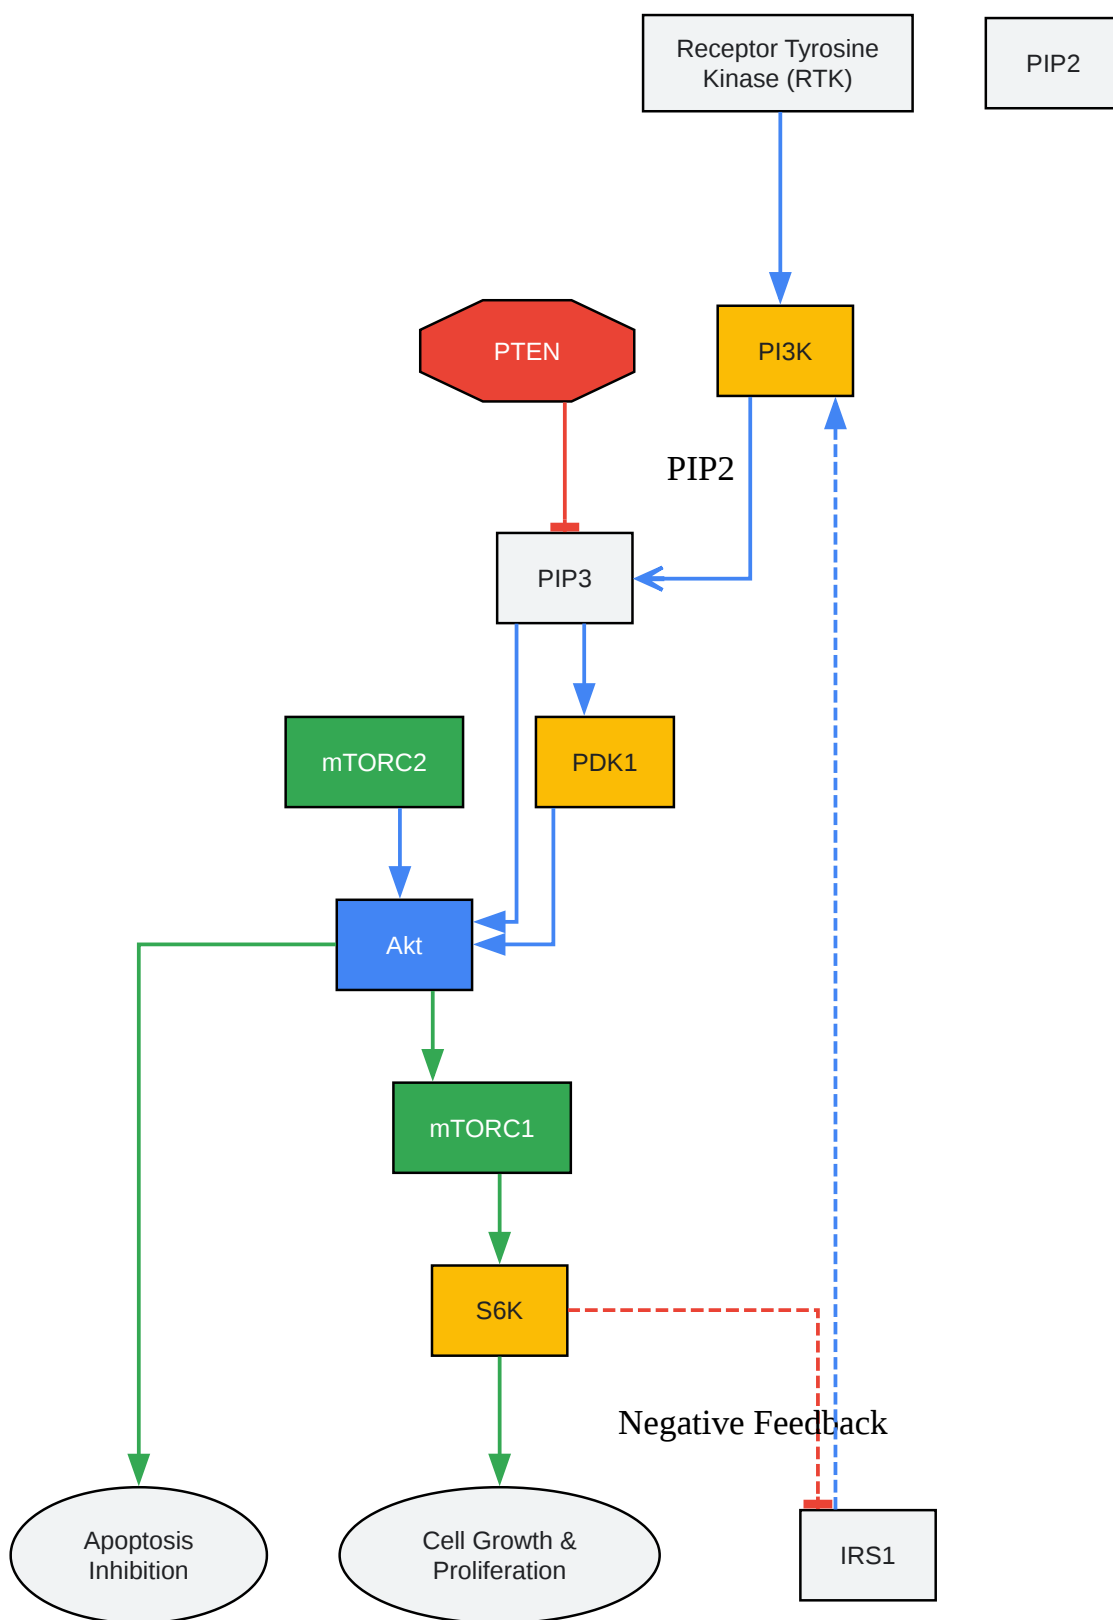 Receptor Tyrosine
Kinase (RTK)
PIP2
PTEN
PI3K
PIP2
PIP3
mTORC2
PDK1
Akt
mTORC1
S6K
Negative Feedback
Apoptosis
Inhibition
Cell Growth &
Proliferation
IRS1